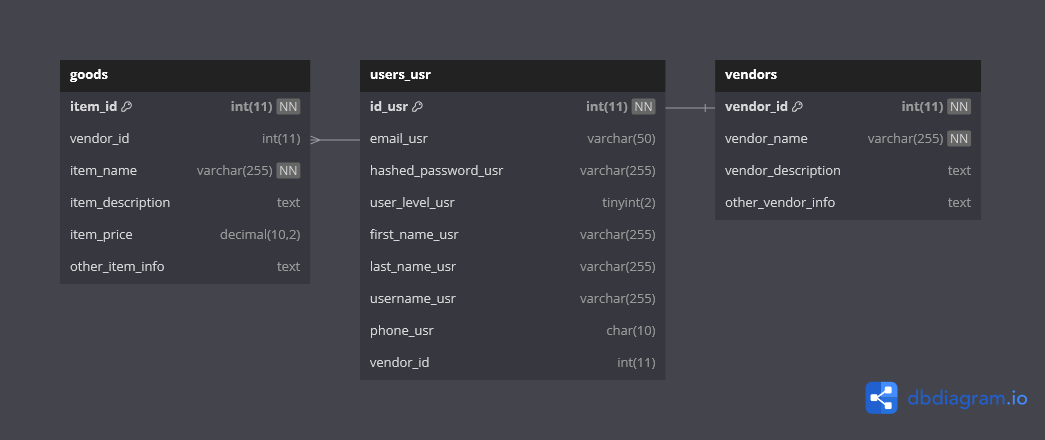 goods
item_id int(11) NN
vendor_id int(11)
item_name varchar(255) NN
item_description text
item_price decimal(10,2)
other_item_info text
users_usr
id_usr int(11) NN
email_usr varchar(50)
hashed_password_usr varchar(255)
user_level_usr tinyint(2)
first_name_usr varchar(255)
last_name_usr varchar(255)
username_usr varchar(255)
phone_usr char(10)
vendor_id int(11)
vendors
vendor_id int(11) NN
vendor_name varchar(255) NN
vendor_description text
other_vendor_info text
dbdiagram.io